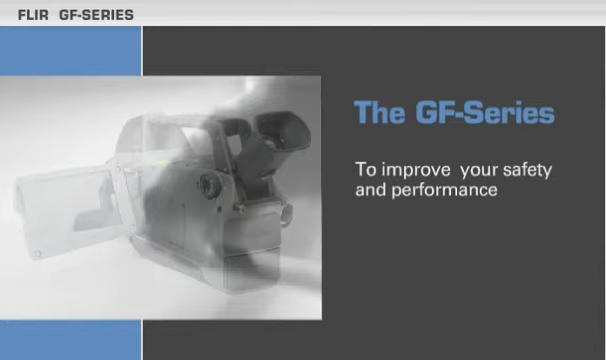 FLIR GF-SERIES
The GF-Series
To improve your safety
and performance